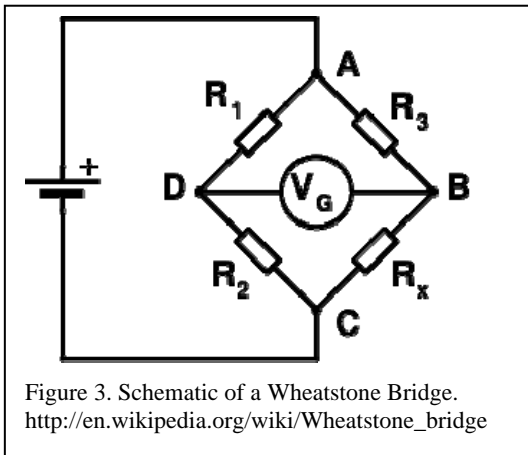 A
R1
R3
+
D
VG
B
R2
Rx
C
Figure 3. Schematic of a Wheatstone Bridge.
http://en.wikipedia.org/wiki/Wheatstone_bridge